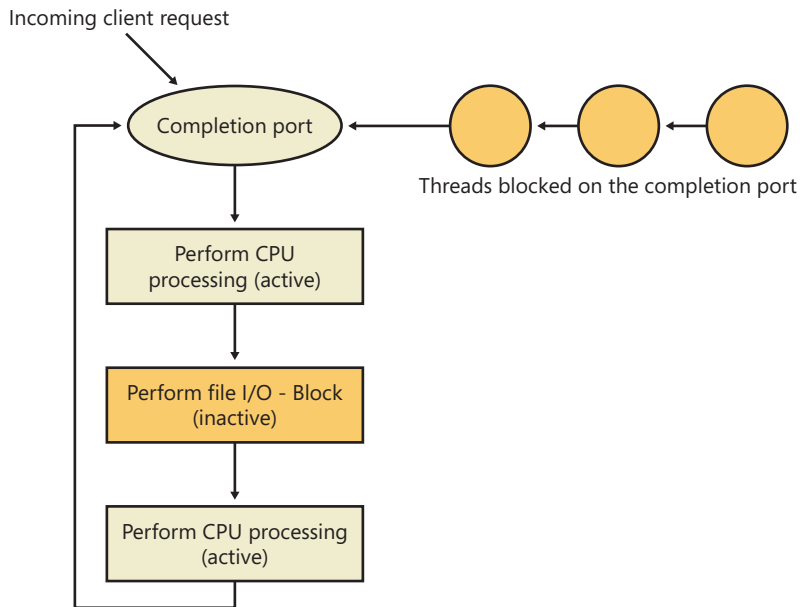 Incoming client request
Completion port
Threads blocked on the completion port
Perform CPU
processing (active)
Perform file I/O - Block
(inactive)
Perform CPU processing
(active)